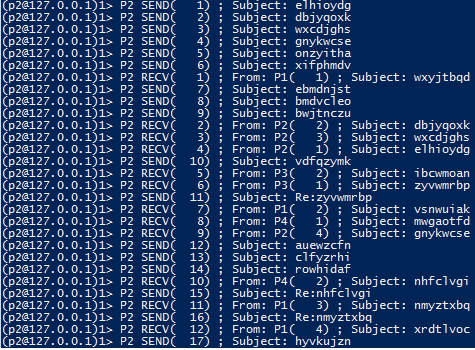 (p2@127.0.0.1)1> P2 SEND(   1) ; Subject: elhioydg
(p2@127.0.0.1)1> P2 SEND(   2) ; Subject: dbjyqoxk
(p2@127.0.0.1)1> P2 SEND(   3) ; Subject: wxcdjghs
(p2@127.0.0.1)1> P2 SEND(   4) ; Subject: gnykwcse
(p2@127.0.0.1)1> P2 SEND(   5) ; Subject: onzyitha
(p2@127.0.0.1)1> P2 SEND(   6) ; Subject: xifphmdv
(p2@127.0.0.1)1> P2 RECV(   1) ; From: P1(   1) ; Subject: wxyjtbqd
(p2@127.0.0.1)1> P2 SEND(   7) ; Subject: ebmdnjst
(p2@127.0.0.1)1> P2 SEND(   8) ; Subject: bmdvcleo
(p2@127.0.0.1)1> P2 SEND(   9) ; Subject: bwjtnczu
(p2@127.0.0.1)1> P2 RECV(   2) ; From: P2(   2) ; Subject: dbjyqoxk
(p2@127.0.0.1)1> P2 RECV(   3) ; From: P2(   3) ; Subject: wxcdjghs
(p2@127.0.0.1)1> P2 RECV(   4) ; From: P2(   1) ; Subject: elhioydg
(p2@127.0.0.1)1> P2 SEND(  10) ; Subject: vdfqzymk
(p2@127.0.0.1)1> P2 RECV(   5) ; From: P3(   2) ; Subject: ibcwmoan
(p2@127.0.0.1)1> P2 RECV(   6) ; From: P3(   1) ; Subject: zyvwmrbp
(p2@127.0.0.1)1> P2 SEND(  11) ; Subject: Re:zyvwmrbp
(p2@127.0.0.1)1> P2 RECV(   7) ; From: P1(   2) ; Subject: vsnwuiak
(p2@127.0.0.1)1> P2 RECV(   8) ; From: P4(   1) ; Subject: mwgaotfd
(p2@127.0.0.1)1> P2 RECV(   9) ; From: P2(   4) ; Subject: gnykwcse
(p2@127.0.0.1)1> P2 SEND(  12) ; Subject: auewzcfn
(p2@127.0.0.1)1> P2 SEND(  13) ; Subject: clfyzrhi
(p2@127.0.0.1)1> P2 SEND(  14) ; Subject: rowhidaf
(p2@127.0.0.1)1> P2 RECV(  10) ; From: P4(   2) ; Subject: nhfclvgi
(p2@127.0.0.1)1> P2 SEND(  15) ; Subject: Re:nhfclvgi
(p2@127.0.0.1)1> P2 RECV(  11) ; From: P1(   3) ; Subject: nmyztxbq
(p2@127.0.0.1)1> P2 SEND(  16) ; Subject: Re:nmyztxbq
(p2@127.0.0.1)1> P2 RECV(  12) ; From: P1(   4) ; Subject: xrdtlvoc
(p2@127.0.0.1)1> P2 SEND(  17) ; Subject: hyvkujzn